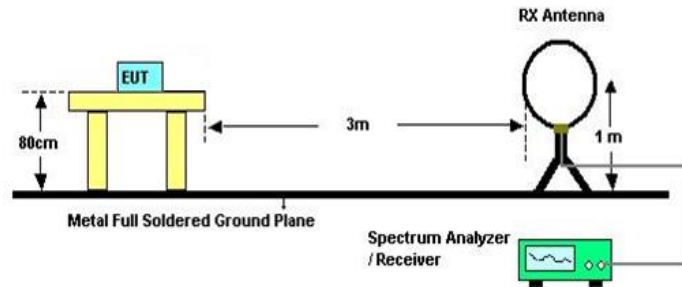 RX Antenna
EUT
80cm
3m
1 m
Metal Full Soldered Ground Plane
Spectrum Analyzer
/ Receiver